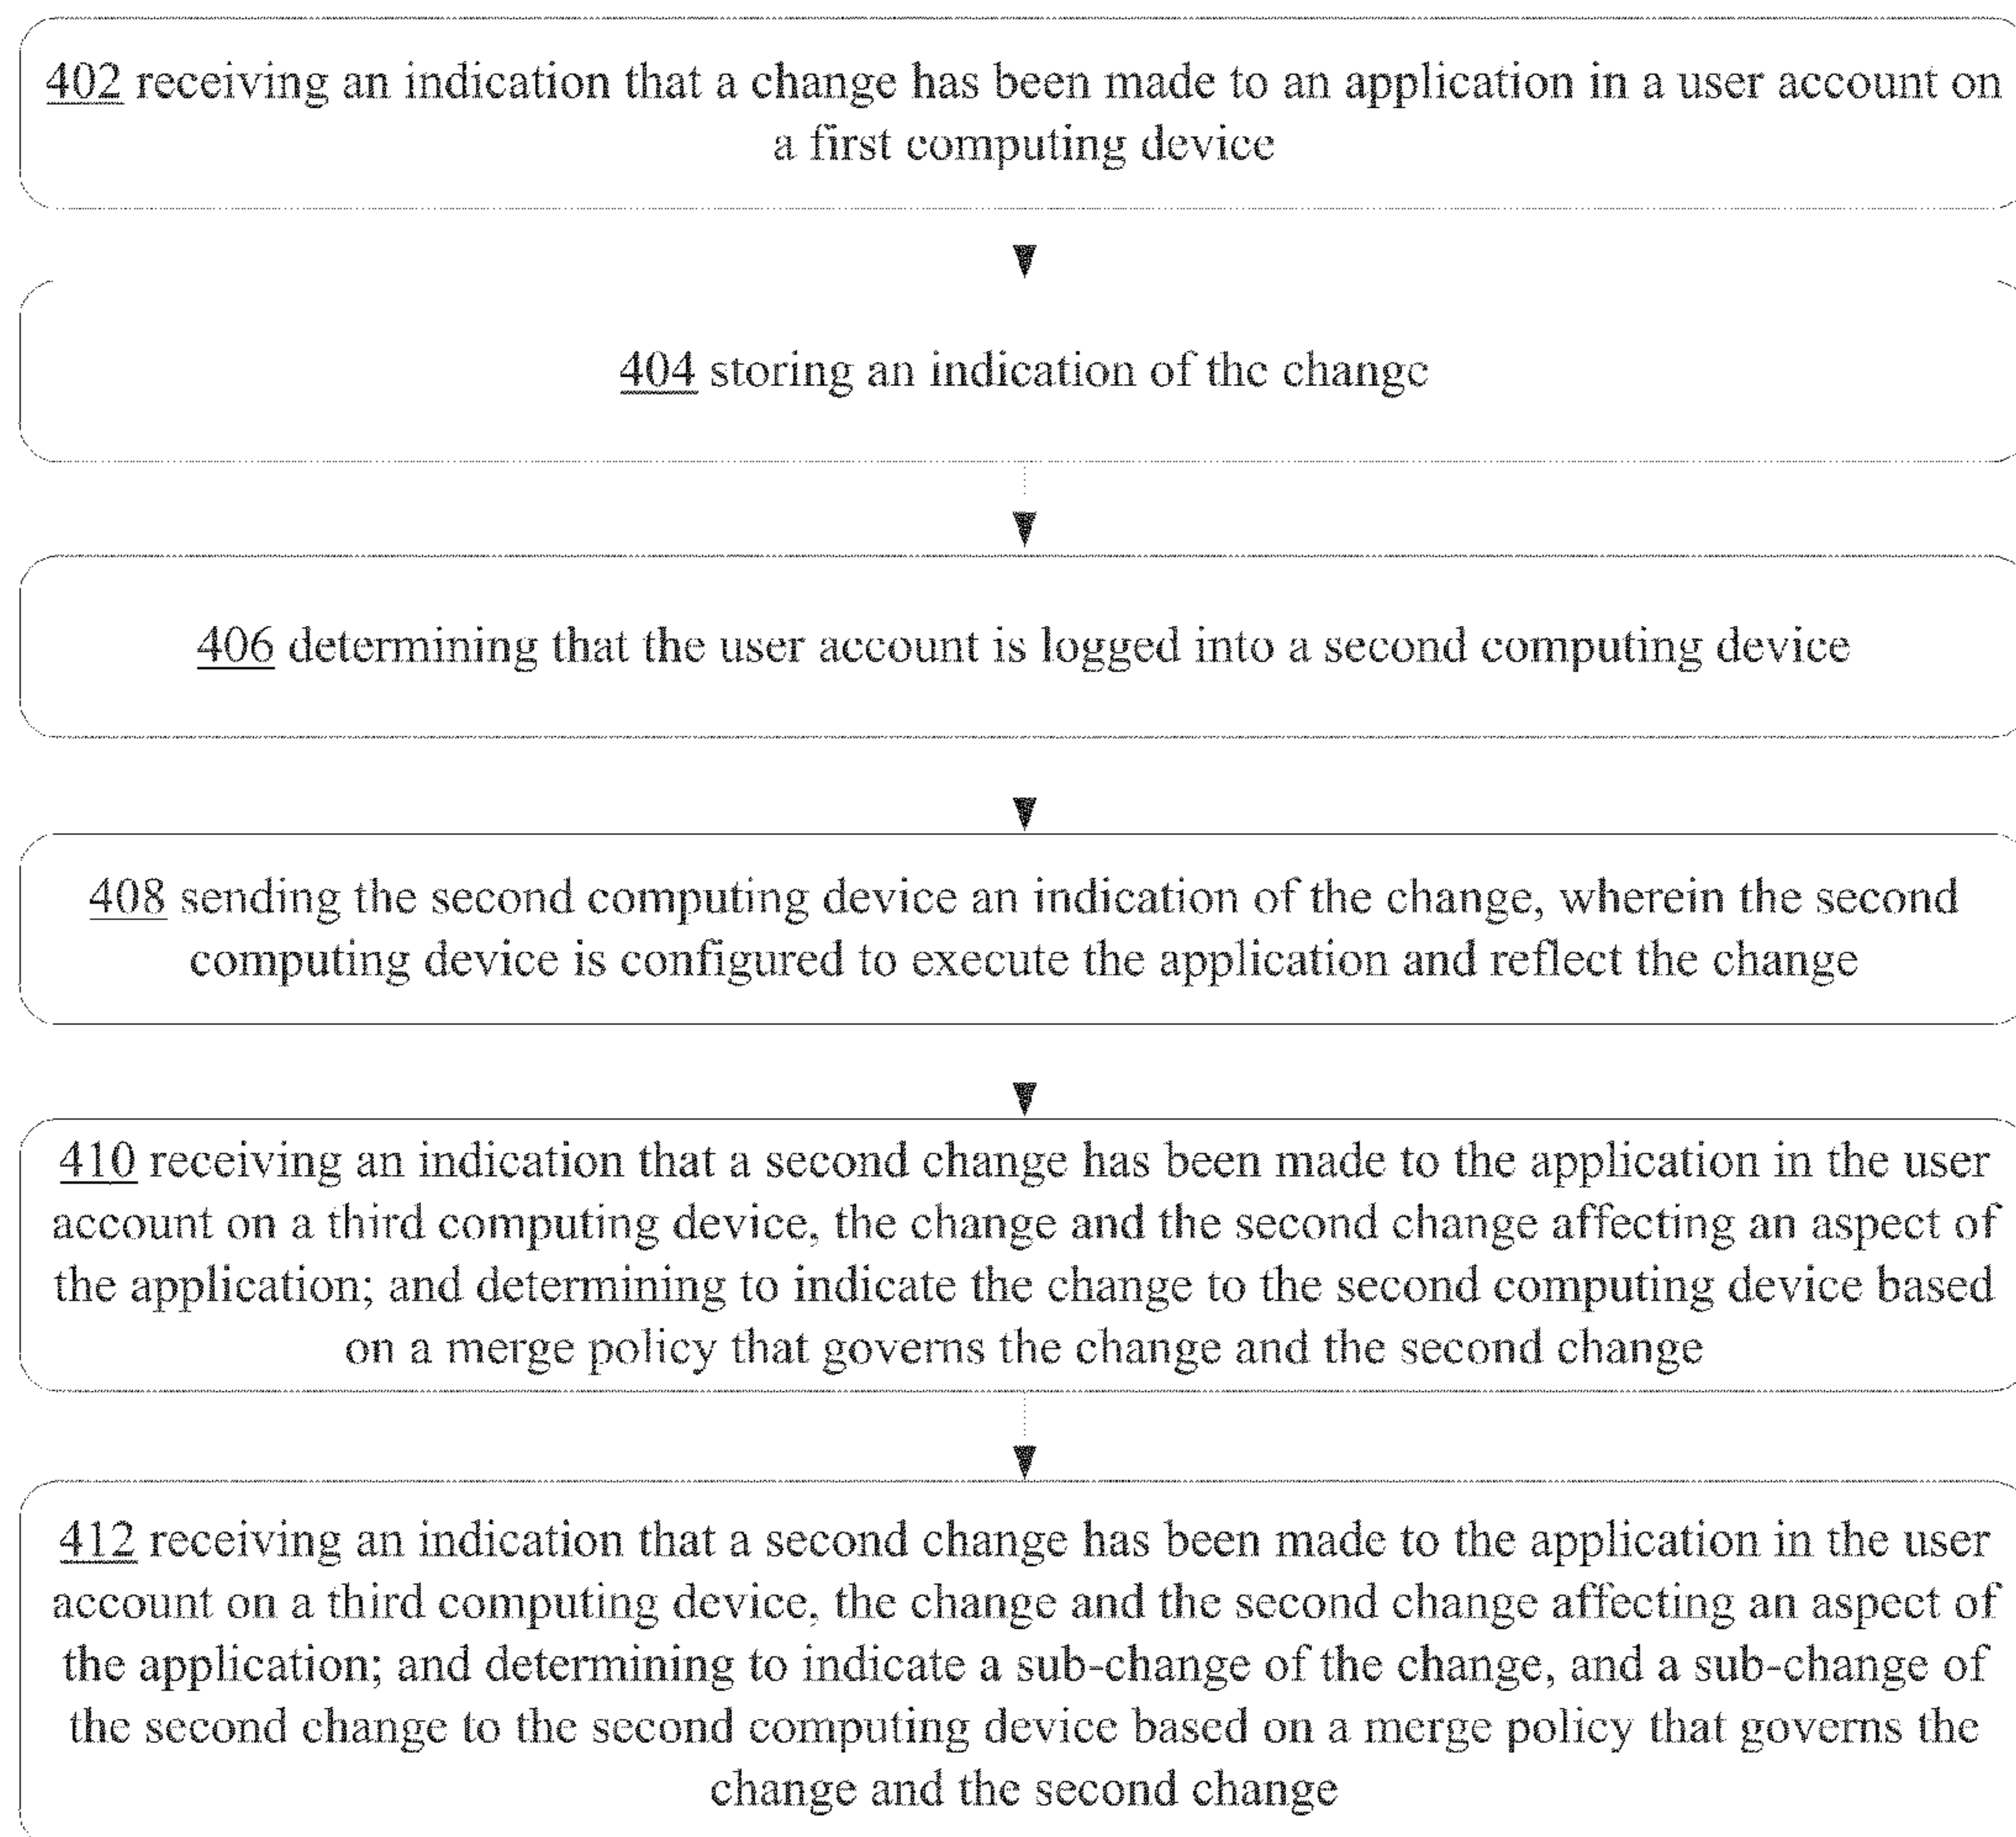 402 receiving an indication that a change has been made to an application in a user account on
a first computing device
404 storing an indication of the change
406 determining that the user account is logged into a second computing device
408 sending the second computing device an indication of the change, wherein the second
computing device is configured to execute the application and reflect the change
410 receiving an indication that a second change has been made to the application in the user
account on a third computing device, the change and the second change affecting an aspect of
the application; and determining to indicate the change to the second computing device based
on a merge policy that governs the change and the second change
412 receiving an indication that a second change has been made to the application in the user
account on a third computing device, the change and the second change affecting an aspect of
the application; and determining to indicate a sub-change of the change, and a sub-change of
the second change to the second computing device based on a merge policy that governs the
change and the second change